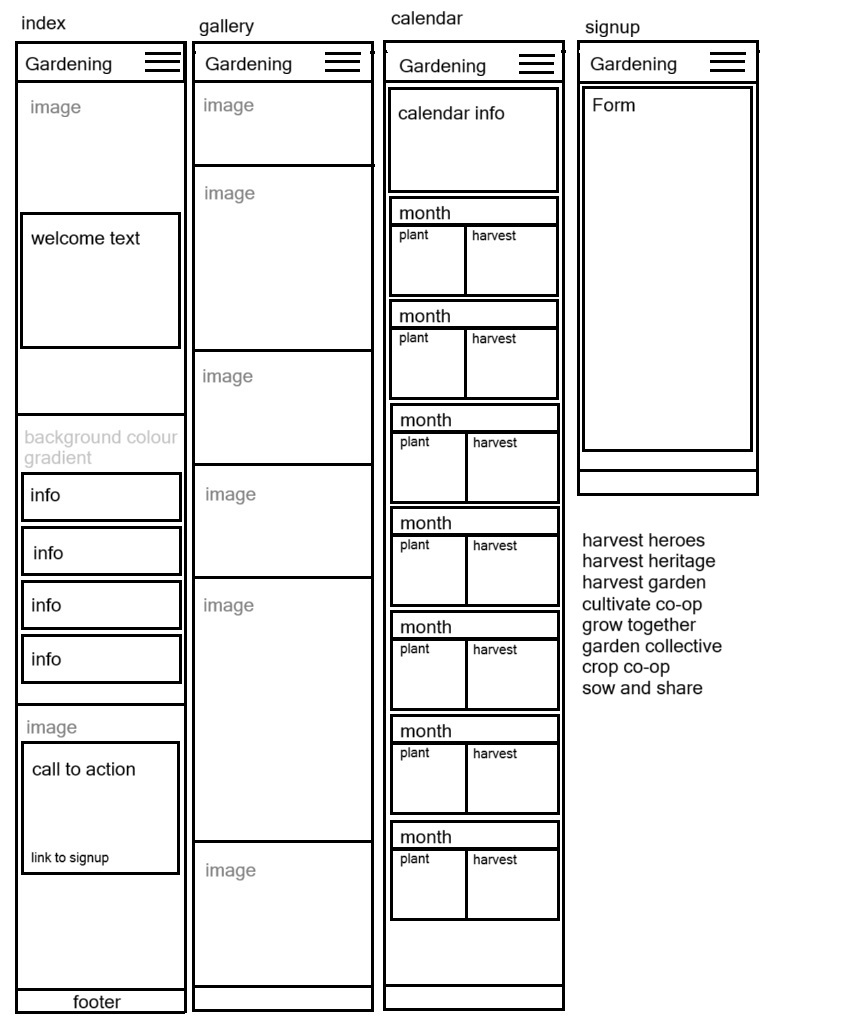 index
Gardening
image
welcome text
background colour
gradient
info
info
info
info
image
call to action
link to signup
footer
gallery
Gardening
image
image
image
image
image
image
calendar
Gardening
calendar info
month
plant harvest
month
plant harvest
month
plant harvest
month
plant harvest
month
plant harvest
month
plant harvest
month
plant harvest
signup
Gardening
Form
harvest heroes
harvest heritage
harvest garden
cultivate co-op
grow together
garden collective
crop co-op
sow and share